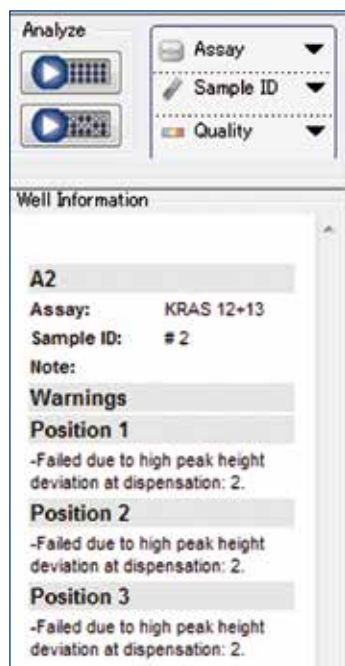 Analyze
Assay
Sample ID
Quality
Well Information
A2
Assay: KRAS 12+13
Sample ID: # 2
Note:
Warnings
Position 1
-Failed due to high peak height
deviation at dispensation: 2.
Position 2
-Failed due to high peak height
deviation at dispensation: 2.
Position 3
-Failed due to high peak height
deviation at dispensation: 2.